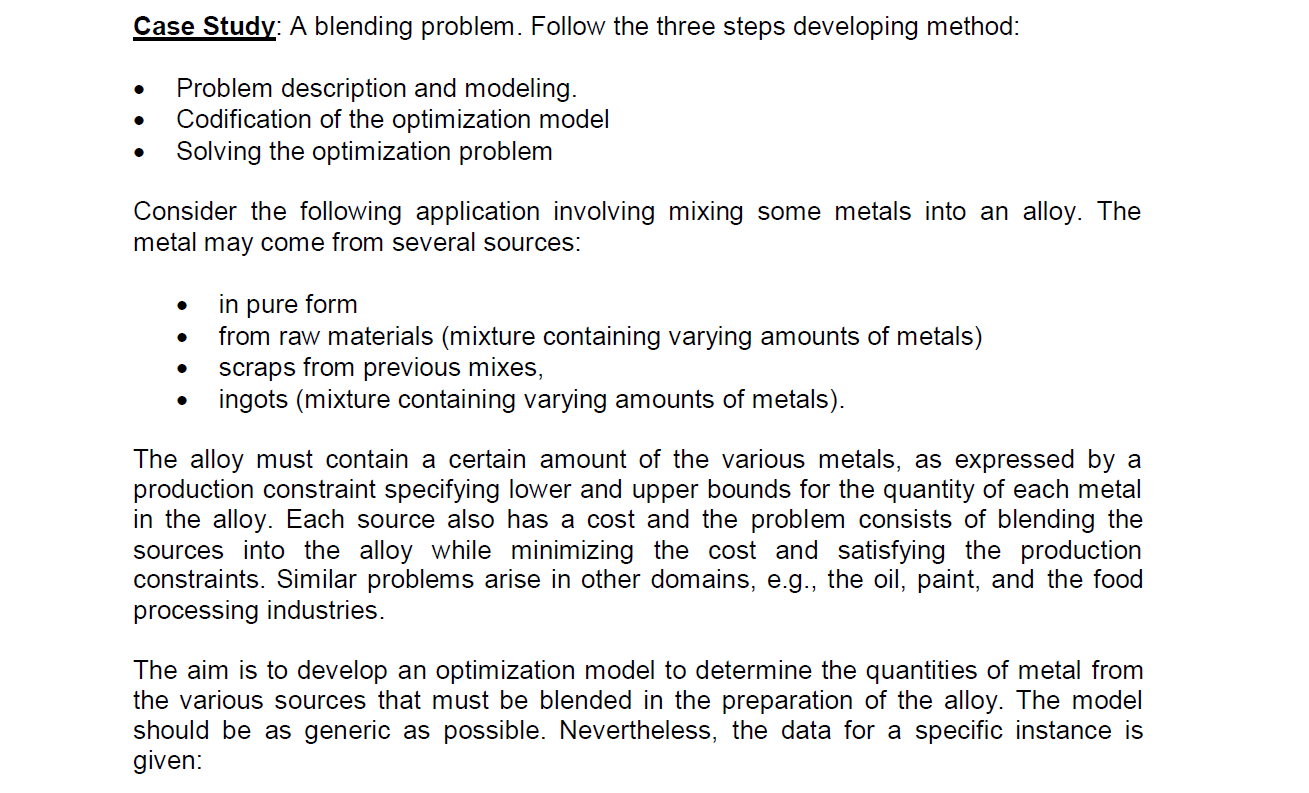 Case Study: A blending problem. Follow the three steps developing method:
• Problem description and modeling.
• Codification of the optimization model
• Solving the optimization problem
Consider the following application involving mixing some metals into an alloy. The
metal may come from several sources:
• in pure form
• from raw materials (mixture containing varying amounts of metals)
• scraps from previous mixes,
• ingots (mixture containing varying amounts of metals).
The alloy must contain a certain amount of the various metals, as expressed by a
production constraint specifying lower and upper bounds for the quantity of each metal
in the alloy. Each source also has a cost and the problem consists of blending the
sources into the alloy while minimizing the cost and satisfying the production
constraints. Similar problems arise in other domains, e.g., the oil, paint, and the food
processing industries.
The aim is to develop an optimization model to determine the quantities of metal from
the various sources that must be blended in the preparation of the alloy. The model
should be as generic as possible. Nevertheless, the data for a specific instance is
given: